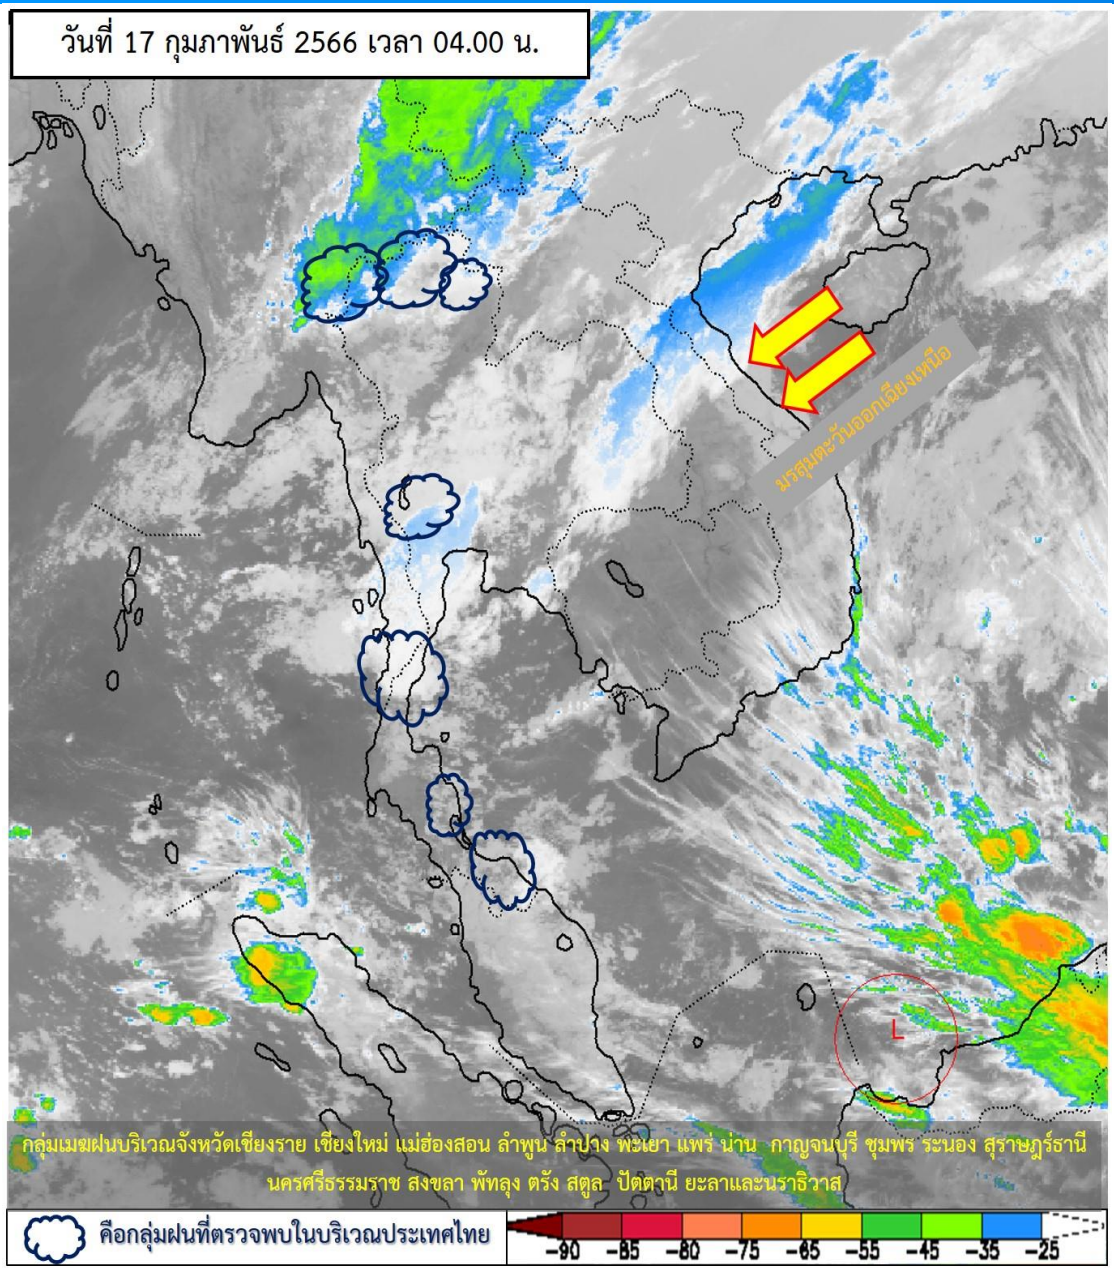 วันที่ 17 กุมภาพันธ์ 2566 เวลา 04.00 น.
มรสุมตะวันออกเฉียงเหนือ
L
กลุ่มเมฆฝนบริเวณจังหวัดเชียงราย เชียงใหม่ แม่ฮ่องสอน ลำพูน ลำปาง พะเยา แพร่ น่าน กาญจนบุรี ชุมพร ระนอง สุราษฎร์ธานี
นครศรีธรรมราช สงขลา พัทลุง ตรัง สตูล ปัตตานี ยะลาและนราธิวาส
คือกลุ่มฝนที่ตรวจพบในบริเวณประเทศไทย
-90 -85 -80 -75 -65 -55 -45 -35 -25